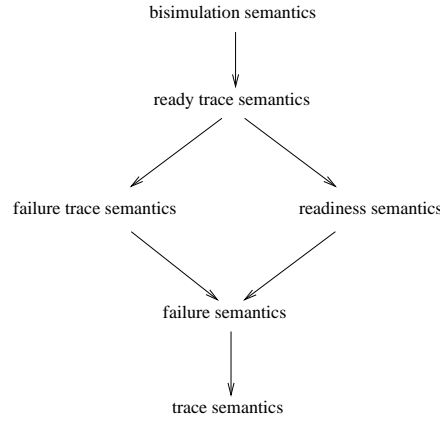 bisimulation semantics
ready trace semantics
failure trace semantics
readiness semantics
failure semantics
trace semantics